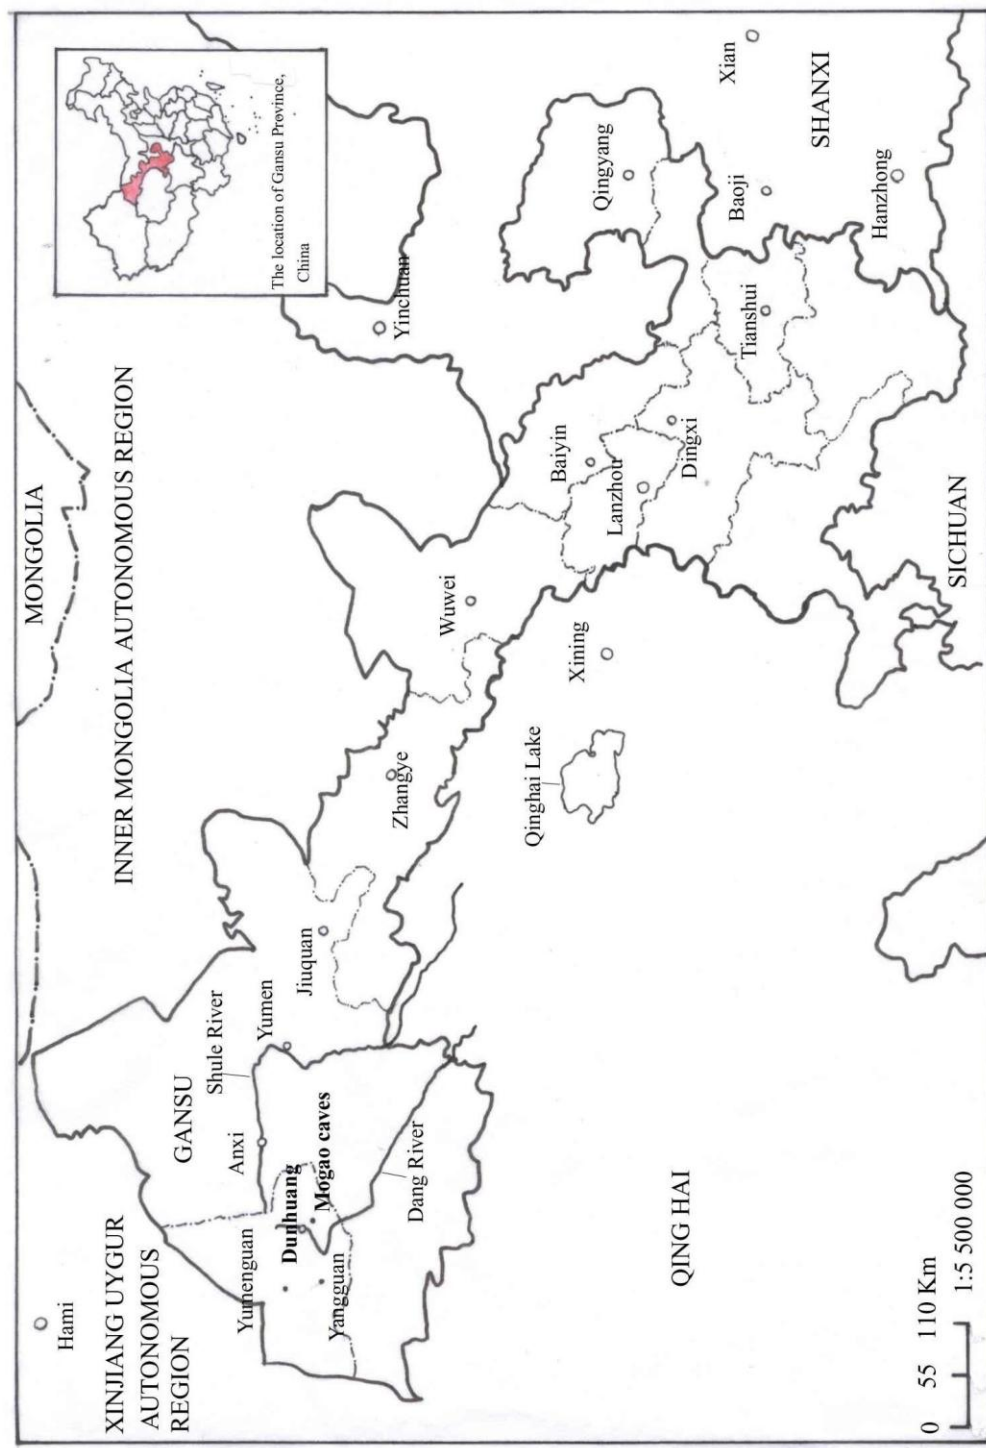 MONGOLIA
INNER MONGOLIA AUTONOMOUS REGION
The location of Gansu Province,
China
Hami
XINJIANG UYGUR
AUTONOMOUS
REGION
GANSU
Shule River
Anxi
Yumen
Jiuquan
Yumenguan
Dunhuang
Mogao caves
Yangguan
Dang River
Zhangye
Wuwei
Yinchuan
Qinghai Lake
Xining
Baiyin
Lanzhou
Dingxi
Tianshui
Qingyang
Xian
Baoji
SHANXI
Hanzhong
QING HAI
SICHUAN
0 55 110 Km
1:5 500 000